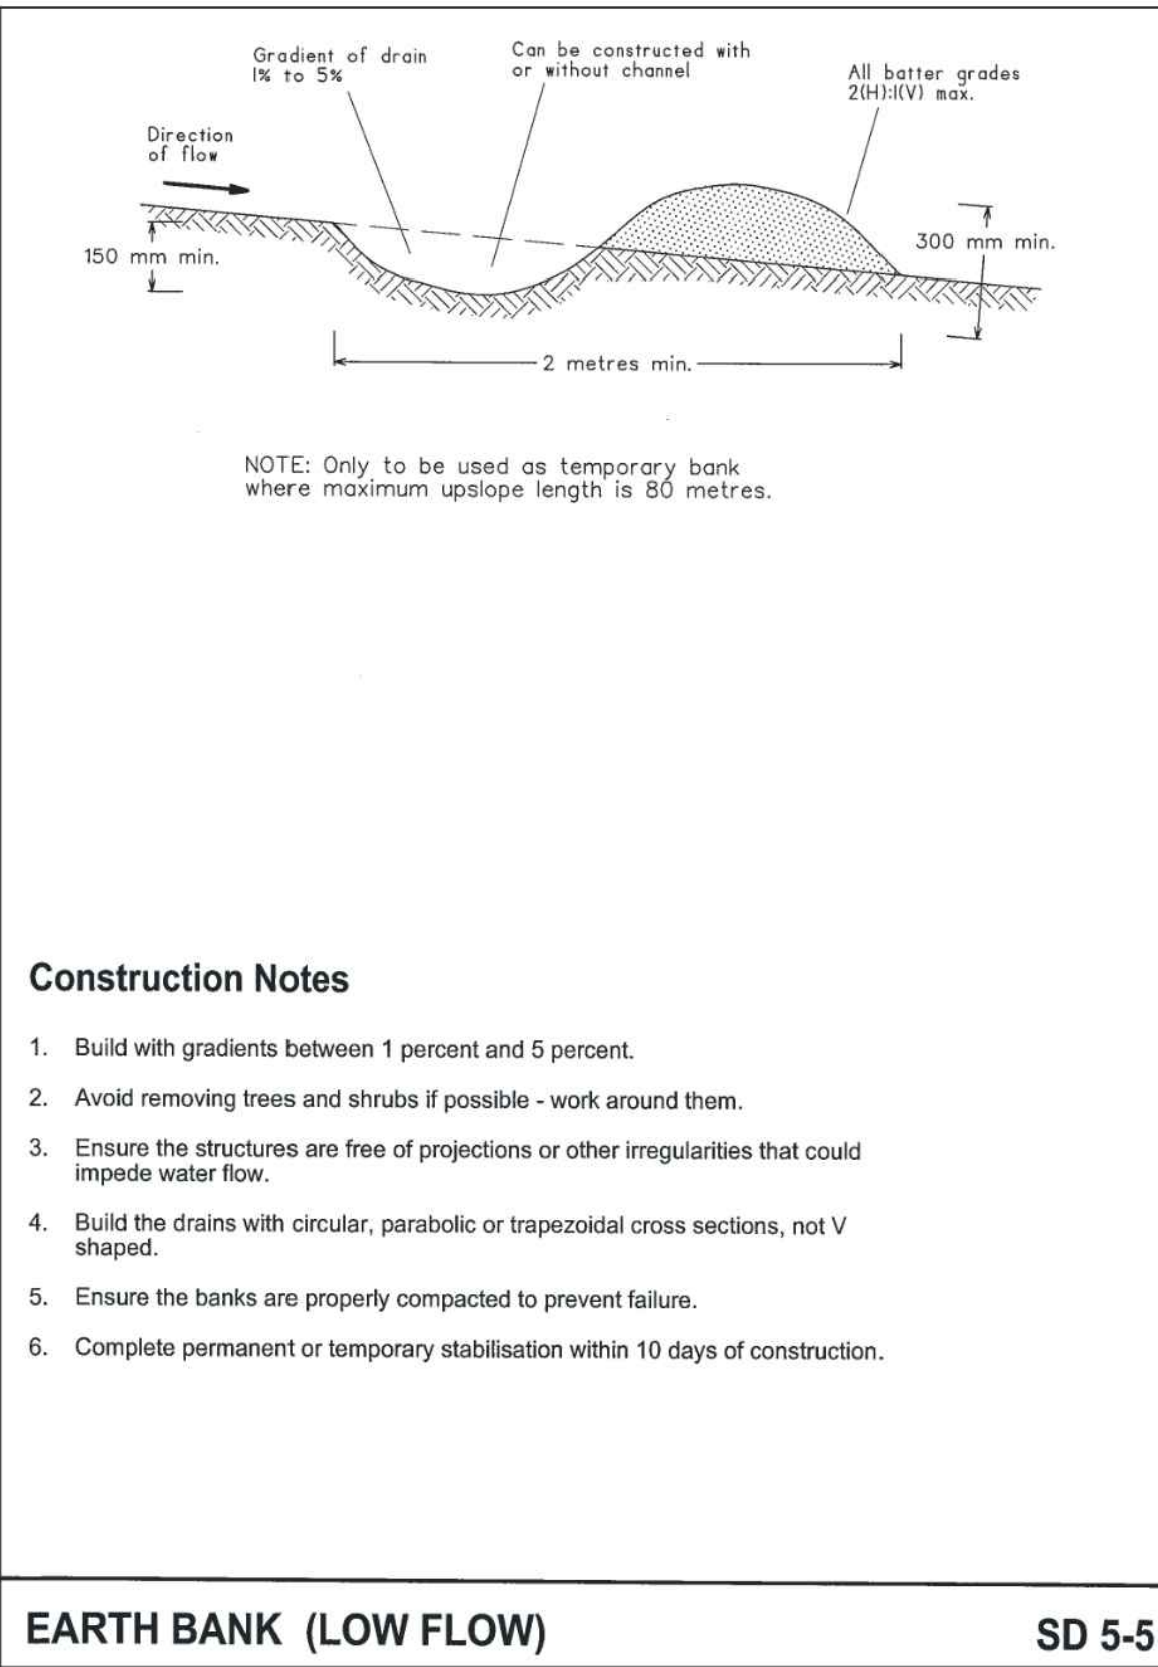 Gradient of drain
1% to 5%
Can be constructed with
or without channel
All batter grades
2(H):1(V) max.
Direction
of flow
150 mm min.
300 mm min.
2 metres min.
NOTE: Only to be used as temporary bank
where maximum upslope length is 80 metres.
Construction Notes
1. Build with gradients between 1 percent and 5 percent.
2. Avoid removing trees and shrubs if possible - work around them.
3. Ensure the structures are free of projections or other irregularities that could
impede water flow.
4. Build the drains with circular, parabolic or trapezoidal cross sections, not V
shaped.
5. Ensure the banks are properly compacted to prevent failure.
6. Complete permanent or temporary stabilisation within 10 days of construction.
EARTH BANK (LOW FLOW)
SD 5-5